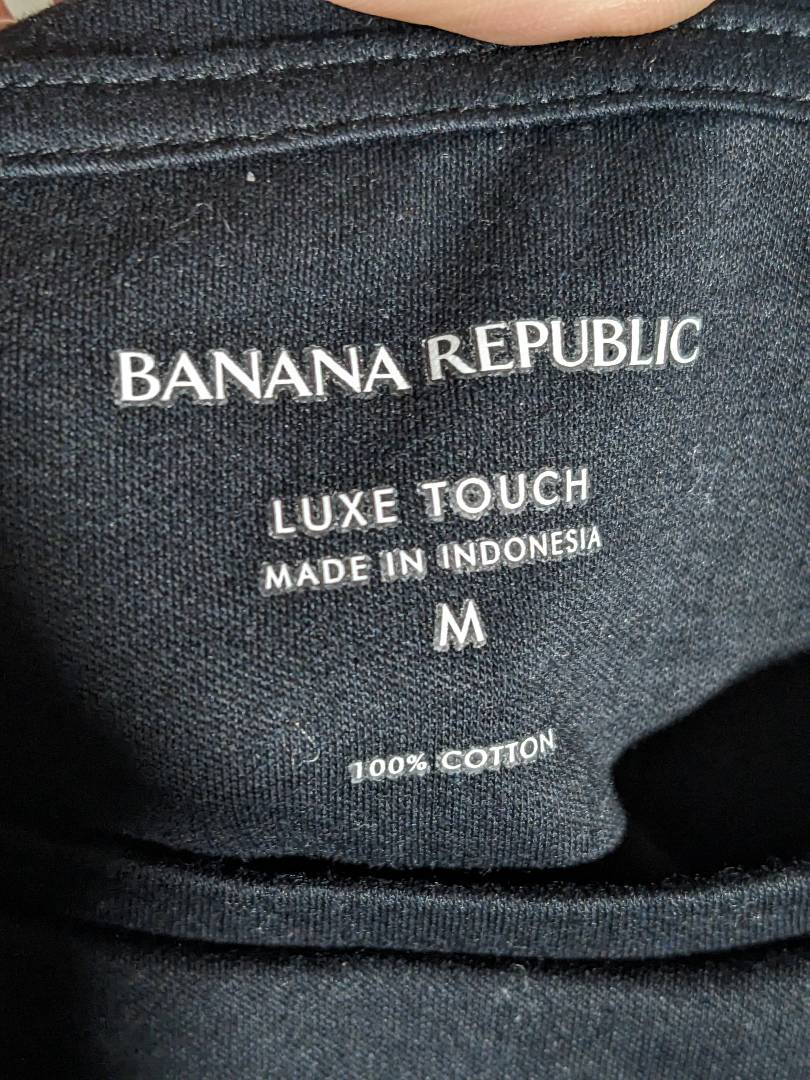 BANANA REPUBLIC
LUXE TOUCH
MADE IN INDONESIA
M
100% COTTON